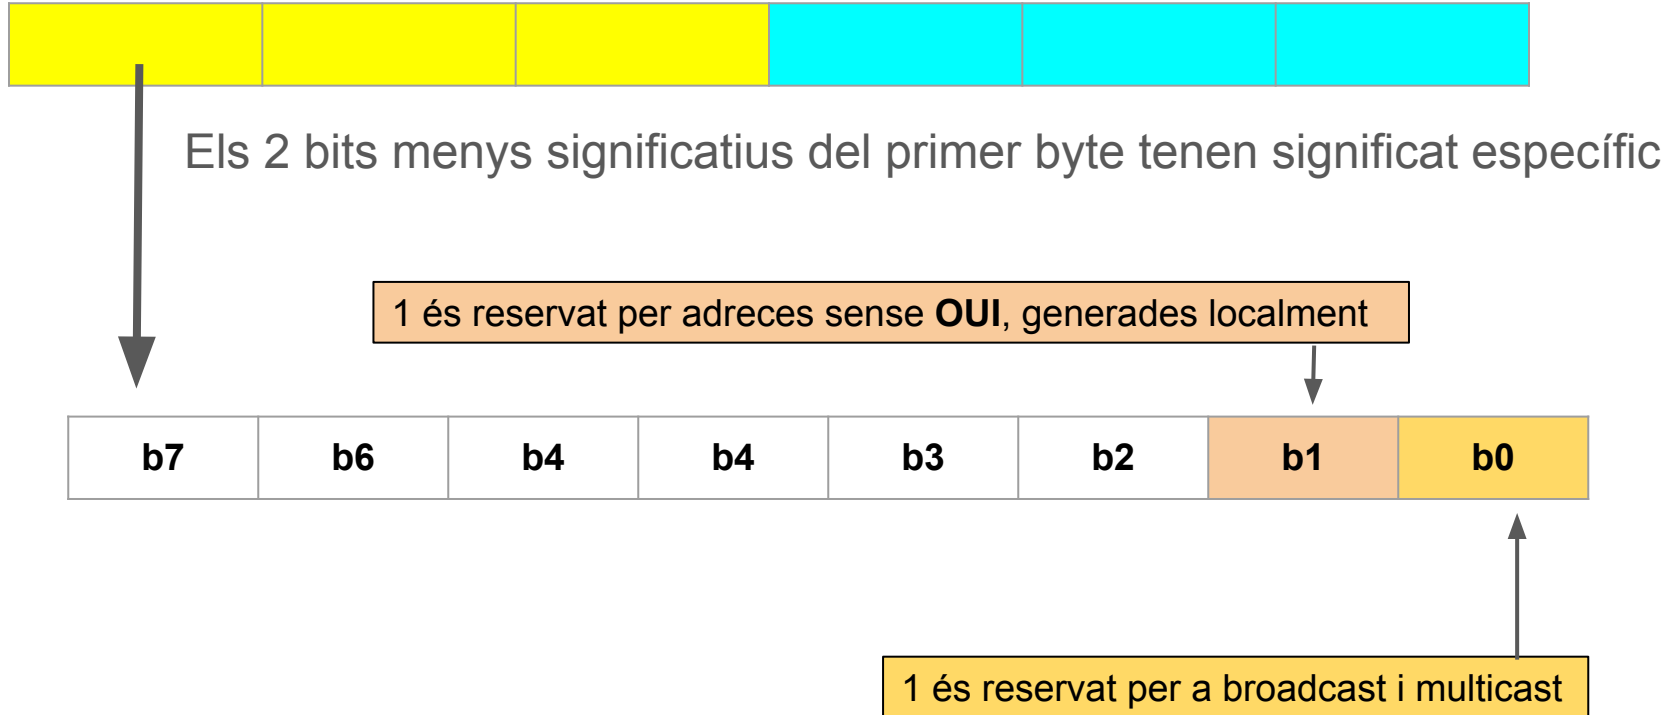 Els 2 bits menys significatius del primer byte tenen significat específic
1 és reservat per adreces sense OUI, generades localment
b7 b6 b4 b4 b3 b2 b1 b0
1 és reservat per a broadcast i multicast